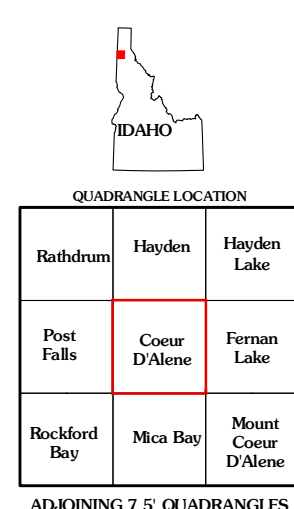 IDAHO
QUADRANGLE LOCATION
Rathdrum
Hayden
Hayden
Lake
Post
Falls
Coeur
D'Alene
Fernan
Lake
Rockford
Bay
Mica Bay
Mount
Coeur
D'Alene
ADJOINING 7.5' QUADRANGLES